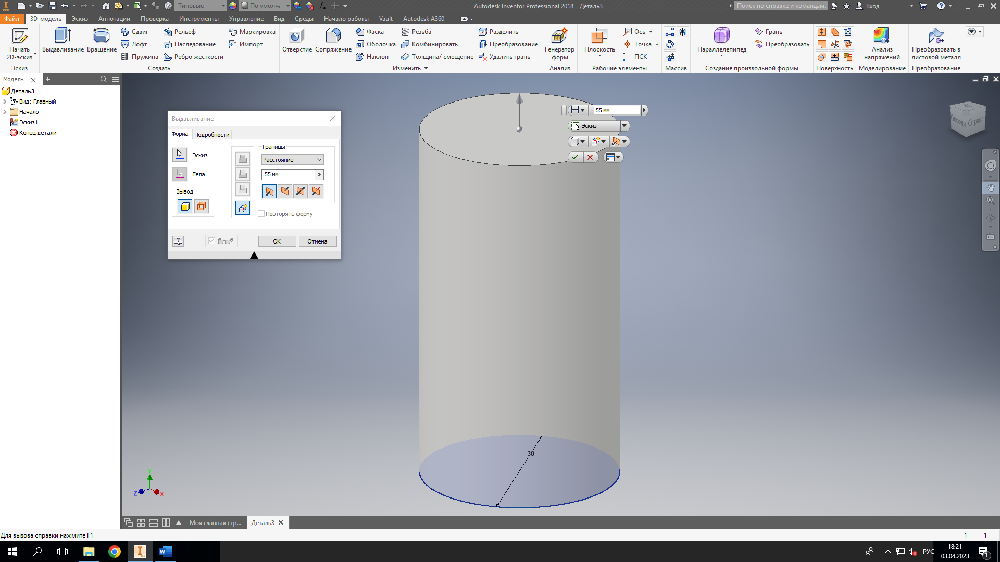 Типовые
По умолча
Autodesk Inventor Professional 2018 Деталь3
Поиск по справке и командам.
Вход
Файл 3D-модель Эскиз Аннотации Проверка Инструменты Управление Вид Среды Начало работы Vault Autodesk A360
Начать
2D-эскиз
Эскиз
Выдавливание
Вращение
Сдвиг
Лофт
Пружина
Рельеф
Наследование
Ребро жесткости
Маркировка
Импорт
Создать
Отверстие
Сопряжение
Фаска
Оболочка
Наклон
Резьба
Комбинировать
Толщина/ смещение
Разделить
Преобразование
Удалить грань
Изменить
Генератор
форм
Анализ
Плоскость
Ось
Точка
ПСК
Рабочие элементы
Массив
Параллелепипед
Грань
Преобразовать
Создание произвольной формы
Поверхность
Анализ
напряжений
Моделирование
Преобразовать в
листовой металл
Преобразование
Модель
Деталь3
Вид: Главный
Начало
Эскиз1
Конец детали
Выдавливание
Форма
Подробности
Эскиз
Тела
Вывод
Границы
Расстояние
55 мм
Повторять форму
OK
Отмена
55 мм
Эскиз
Спереди
Справа
30
Y
Z
X
Моя главная стр...
Деталь3
Для вызова справки нажмите F1
1 1
РУС
18:21
03.04.2023
1